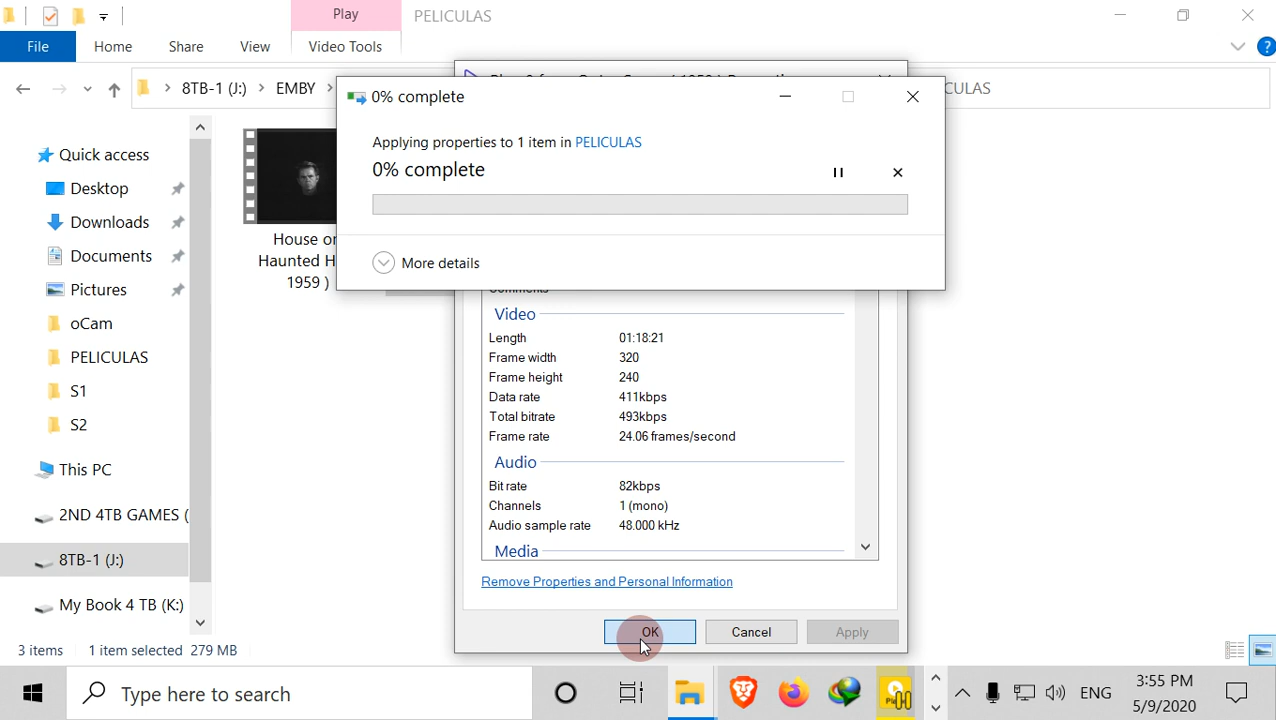 Play
PELICULAS
File
Home
Share
View
Video Tools
8TB-1 (J:)
EMBY
CULAS
0% complete
Applying properties to 1 item in PELICULAS
0% complete
More details
Quick access
Desktop
Downloads
Documents
Pictures
oCam
PELICULAS
S1
S2
This PC
2ND 4TB GAMES (
8TB-1 (J:)
My Book 4 TB (K:)
House on
Haunted H
1959 )
Comments
Video
Length 01:18:21
Frame width 320
Frame height 240
Data rate 411kbps
Total bitrate 493kbps
Frame rate 24.06 frames/second
Audio
Bit rate 82kbps
Channels 1 (mono)
Audio sample rate 48.000 kHz
Media
Remove Properties and Personal Information
OK
Cancel
Apply
3 items
1 item selected 279 MB
Type here to search
ENG
3:55 PM
5/9/2020